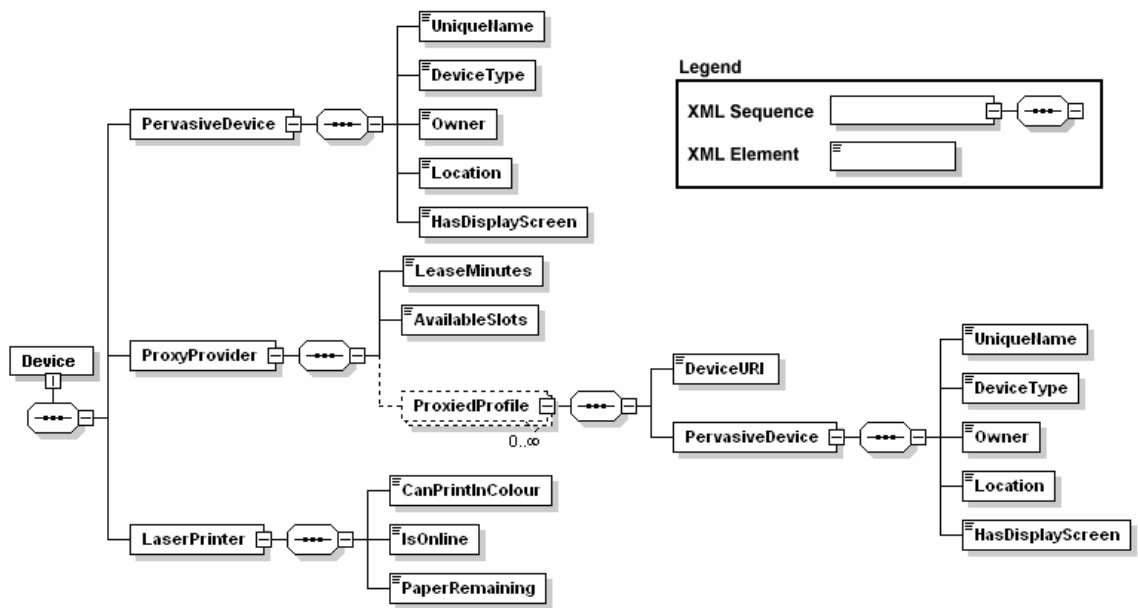 UniqueName
DeviceType
PervasiveDevice
Owner
Location
HasDisplayScreen
Legend
XML Sequence
XML Element
LeaseMinutes
AvailableSlots
ProxyProvider
Device
ProxiedProfile
0..∞
DeviceURI
PervasiveDevice
UniqueName
DeviceType
Owner
Location
HasDisplayScreen
CanPrintInColour
LaserPrinter
IsOnline
PaperRemaining